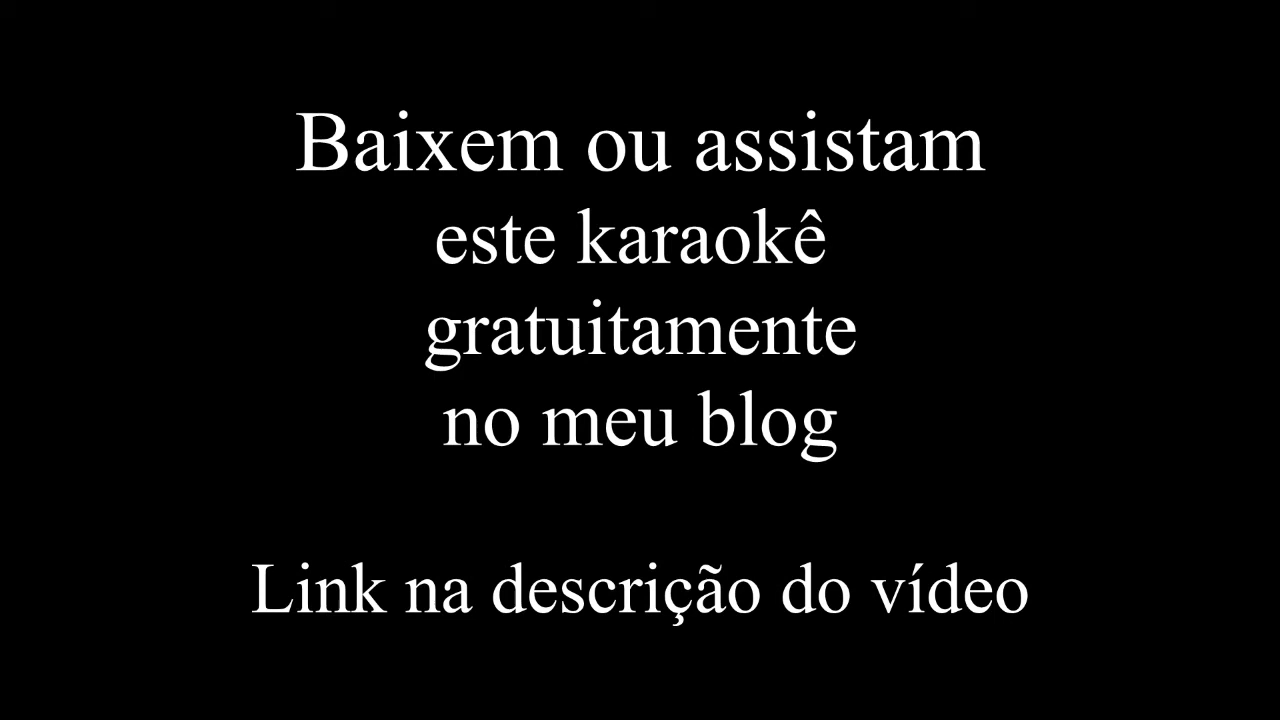 Baixem ou assistam
este karaokê
gratuitamente
no meu blog
Link na descrição do vídeo